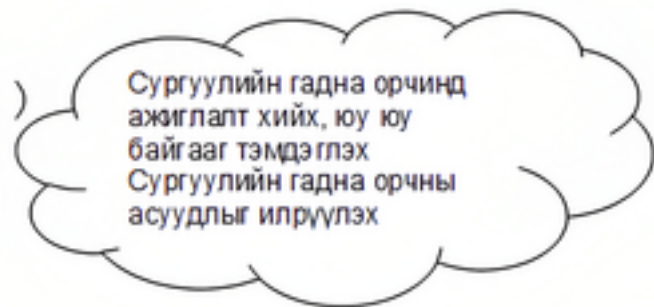 Сургуулийн гадна орчинд
ажиглалт хийх, юу юу
байгааг тэмдэглэх
Сургуулийн гадна орчны
асуудлыг илрүүлэх